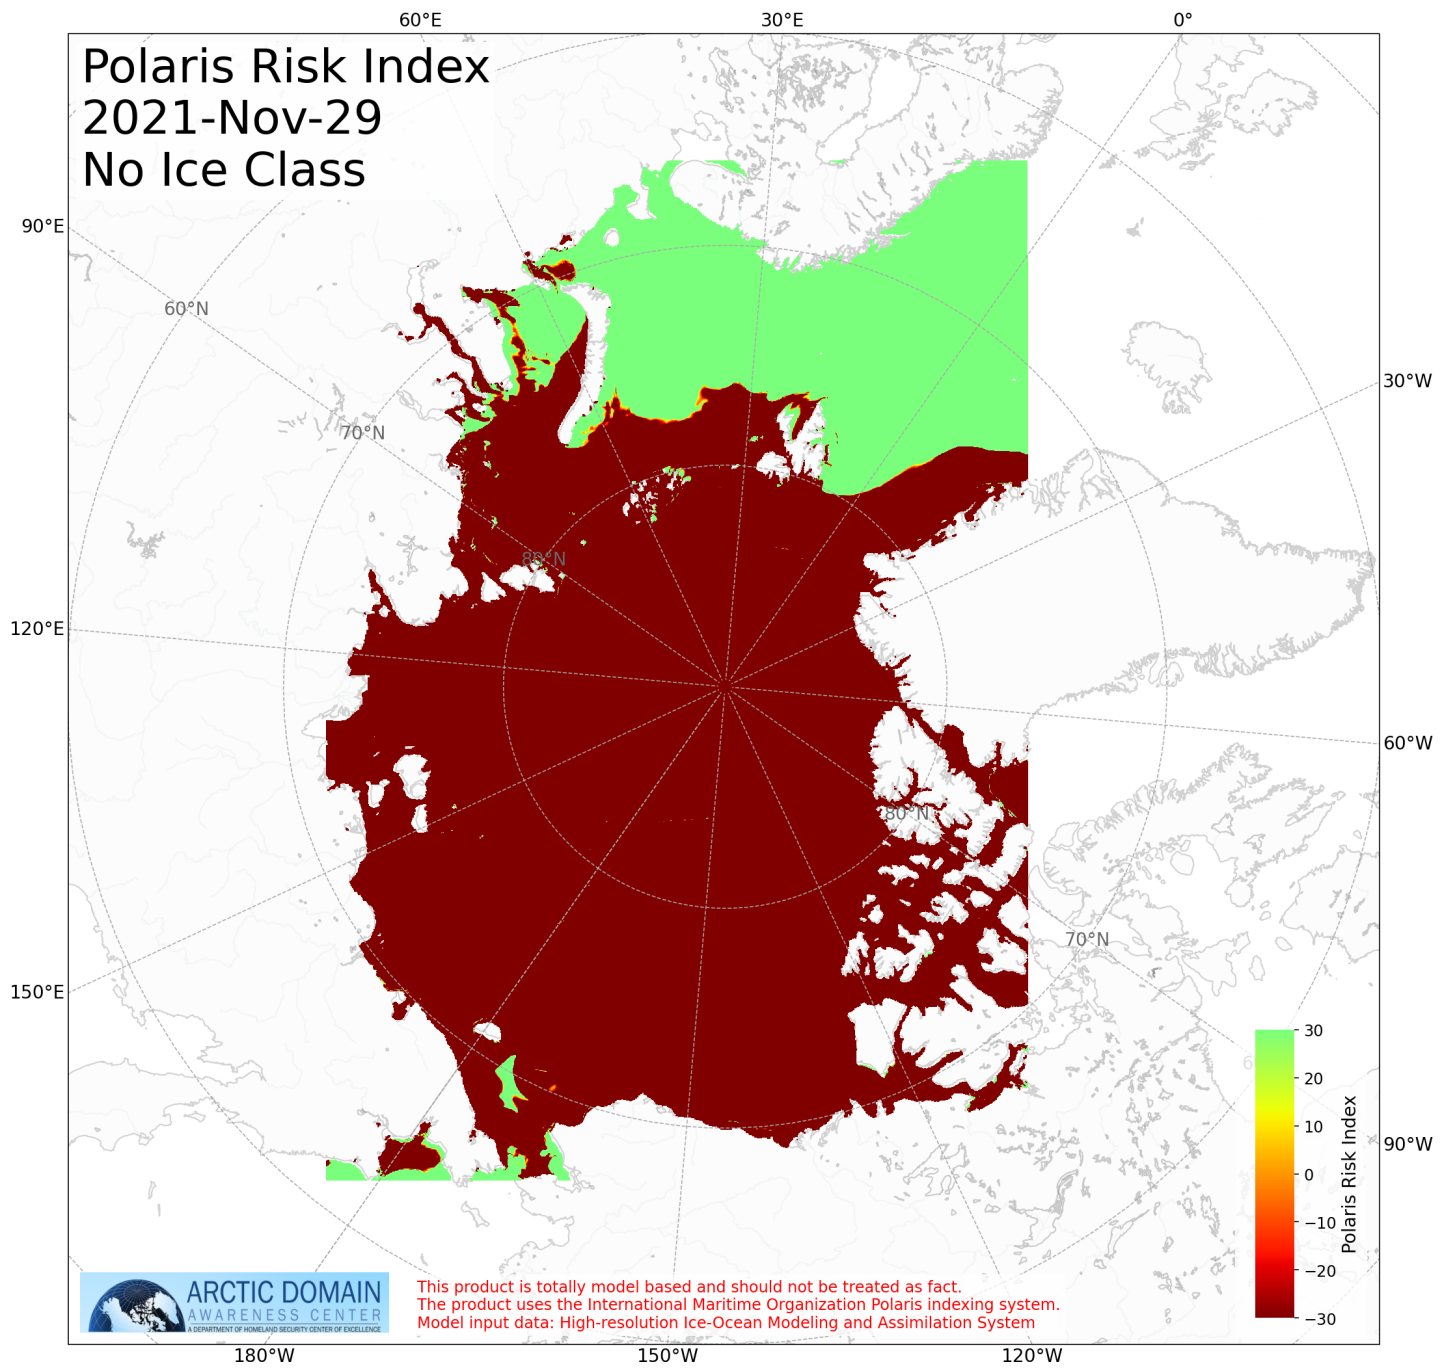 60°E
30°E
0°
Polaris Risk Index
2021-Nov-29
No Ice Class
90°E
60°N
30°W
70°N
80°N
120°E
60°W
80°N
70°N
150°E
30
20
10
0
−10
−20
−30
Polaris Risk Index
90°W
ARCTIC DOMAIN
AWARENESS CENTER
A DEPARTMENT OF HOMELAND SECURITY CENTER OF EXCELLENCE
This product is totally model based and should not be treated as fact.
The product uses the International Maritime Organization Polaris indexing system.
Model input data: High-resolution Ice-Ocean Modeling and Assimilation System
180°W
150°W
120°W